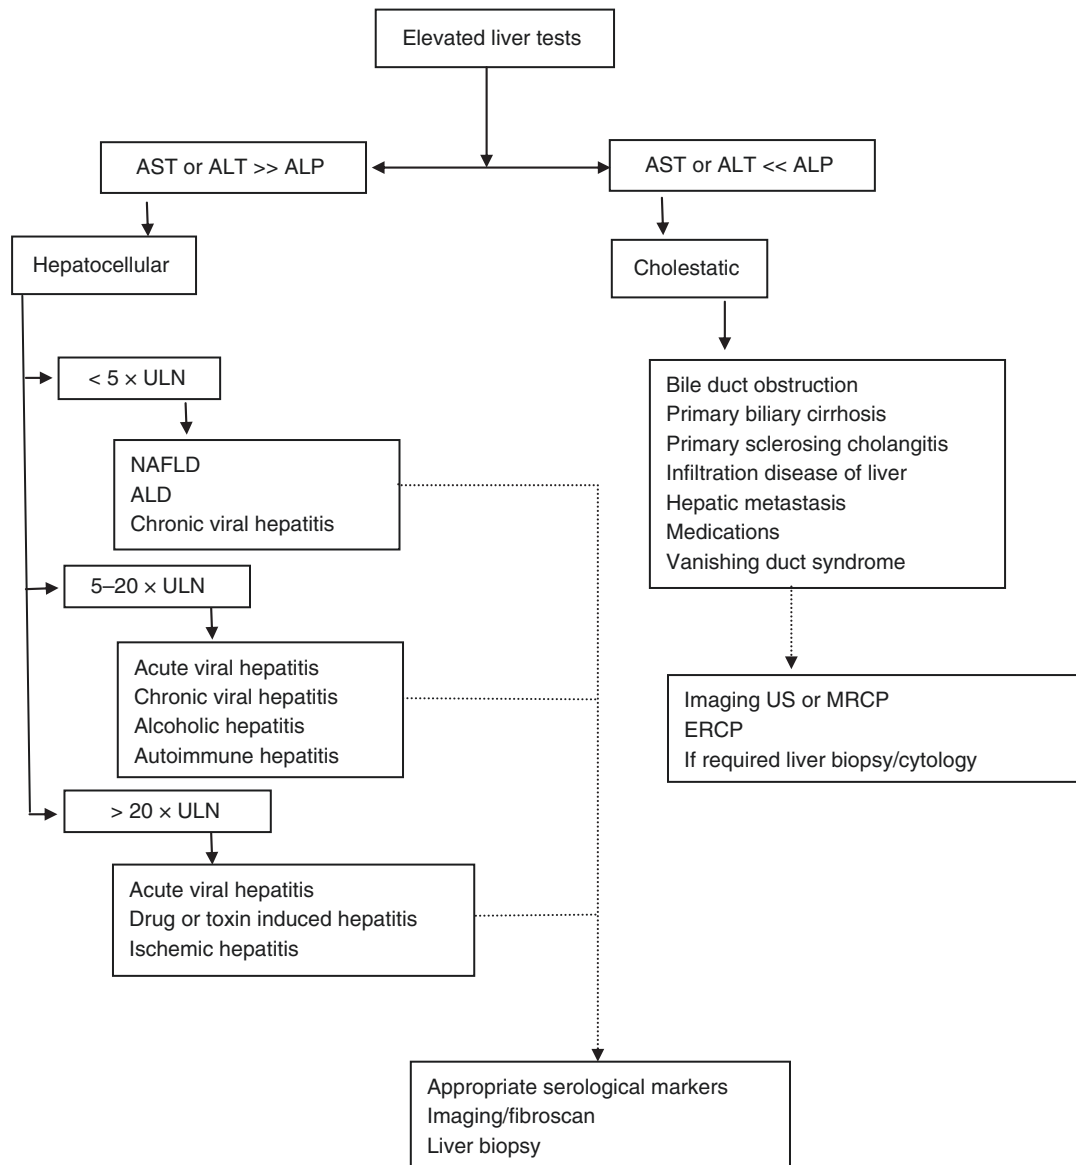 Elevated liver tests
AST or ALT >> ALP
AST or ALT << ALP
Hepatocellular
Cholestatic
< 5 × ULN
NAFLD
ALD
Chronic viral hepatitis
5–20 × ULN
Acute viral hepatitis
Chronic viral hepatitis
Alcoholic hepatitis
Autoimmune hepatitis
> 20 × ULN
Acute viral hepatitis
Drug or toxin induced hepatitis
Ischemic hepatitis
Bile duct obstruction
Primary biliary cirrhosis
Primary sclerosing cholangitis
Infiltration disease of liver
Hepatic metastasis
Medications
Vanishing duct syndrome
Imaging US or MRCP
ERCP
If required liver biopsy/cytology
Appropriate serological markers
Imaging/fibroscan
Liver biopsy